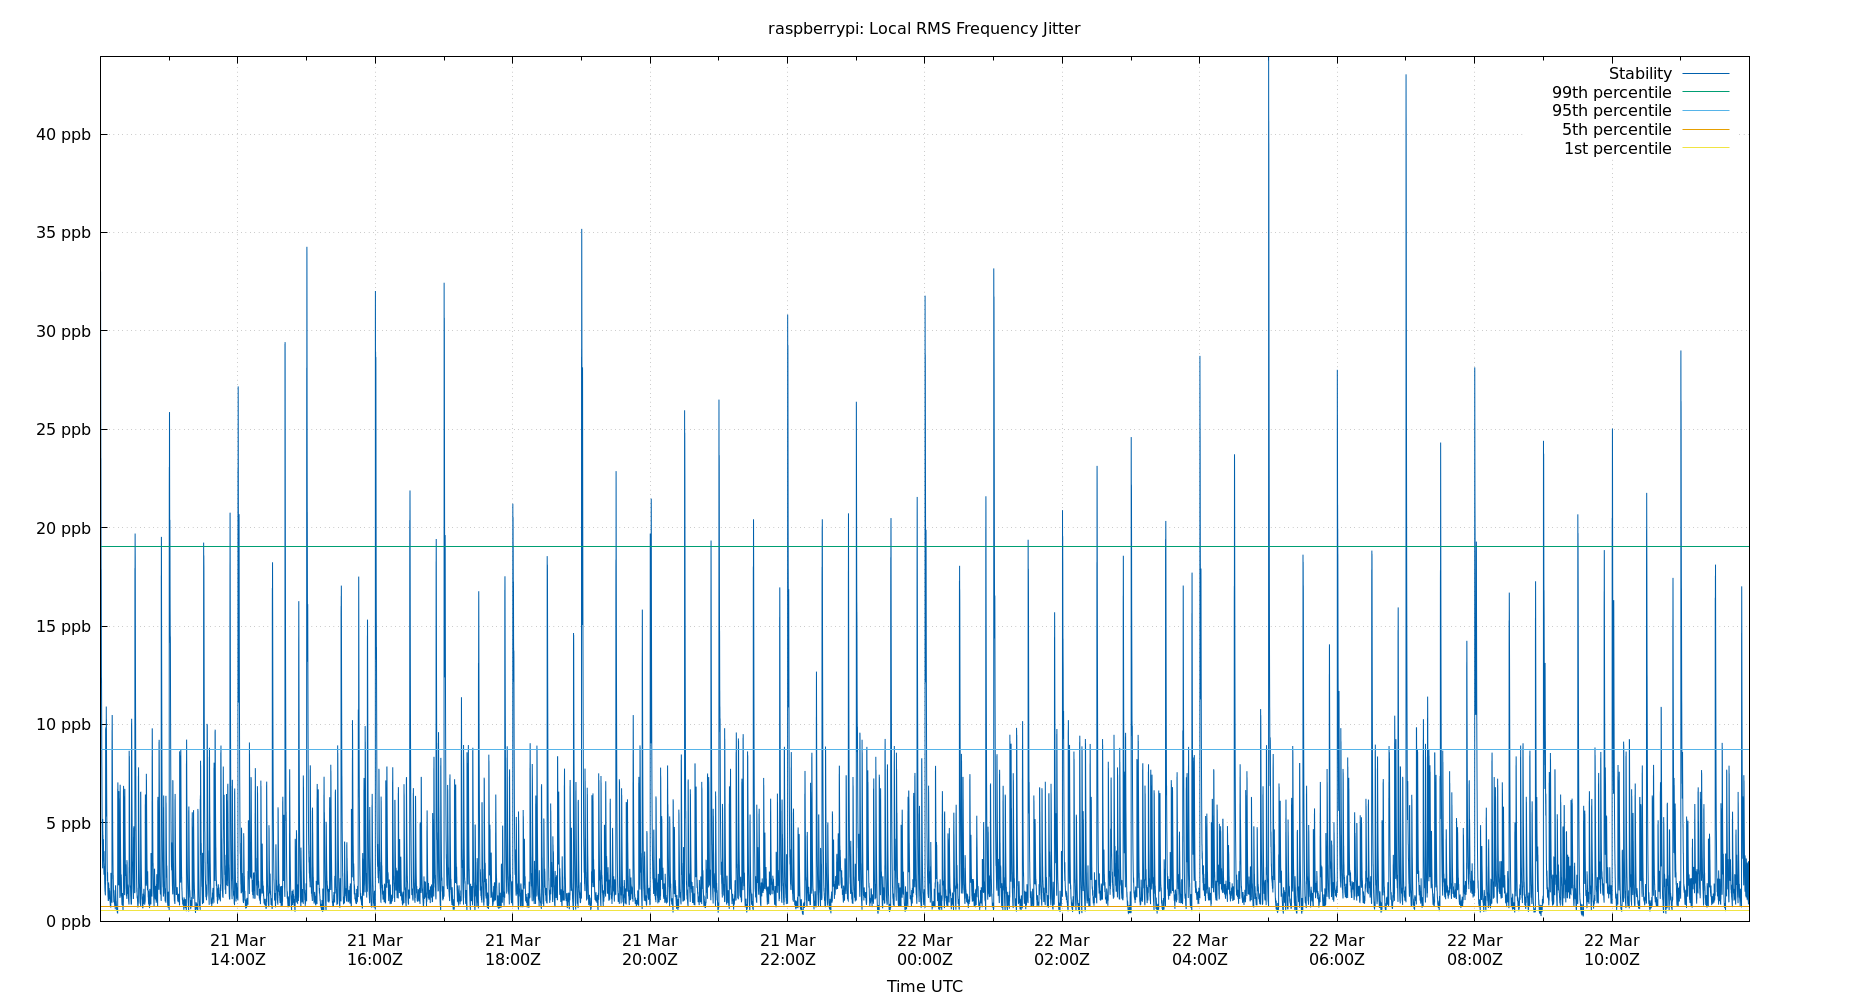 raspberrypi: Local RMS Frequency Jitter
Stability
99th percentile
95th percentile
5th percentile
1st percentile
40 ppb
35 ppb
30 ppb
25 ppb
20 ppb
15 ppb
10 ppb
5 ppb
0 ppb
21 Mar 21 Mar 21 Mar 21 Mar 21 Mar 22 Mar 22 Mar 22 Mar 22 Mar 22 Mar 22 Mar
14:00Z 16:00Z 18:00Z 20:00Z 22:00Z 00:00Z 02:00Z 04:00Z 06:00Z 08:00Z 10:00Z
Time UTC